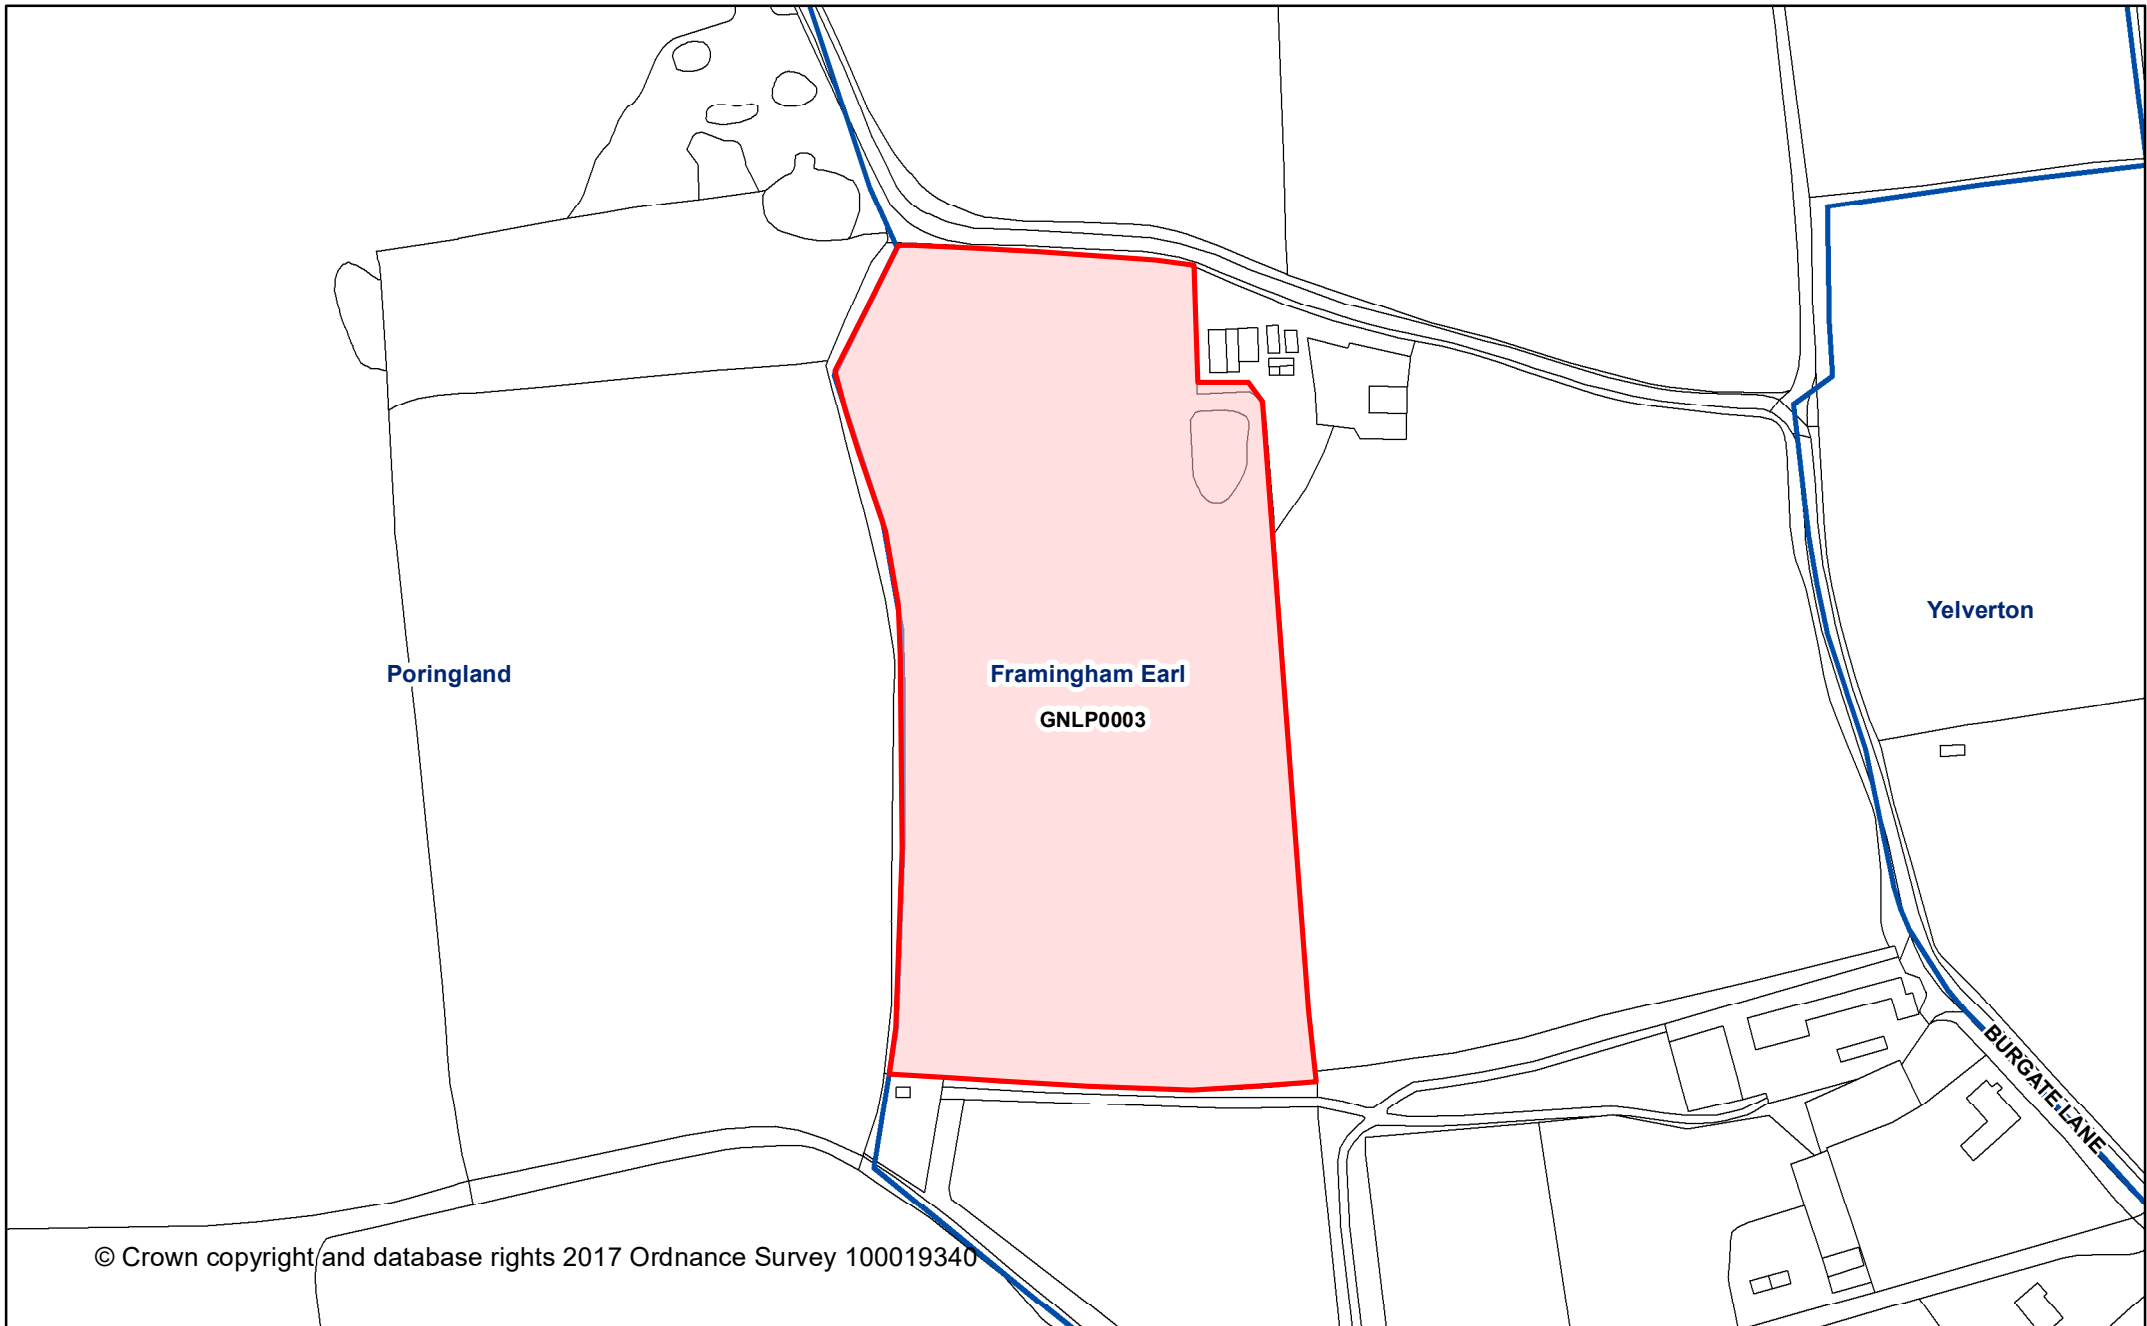 Yelverton
Poringland
Framingham Earl
GNLP0003
BURGATE LANE
© Crown copyright and database rights 2017 Ordnance Survey 100019340